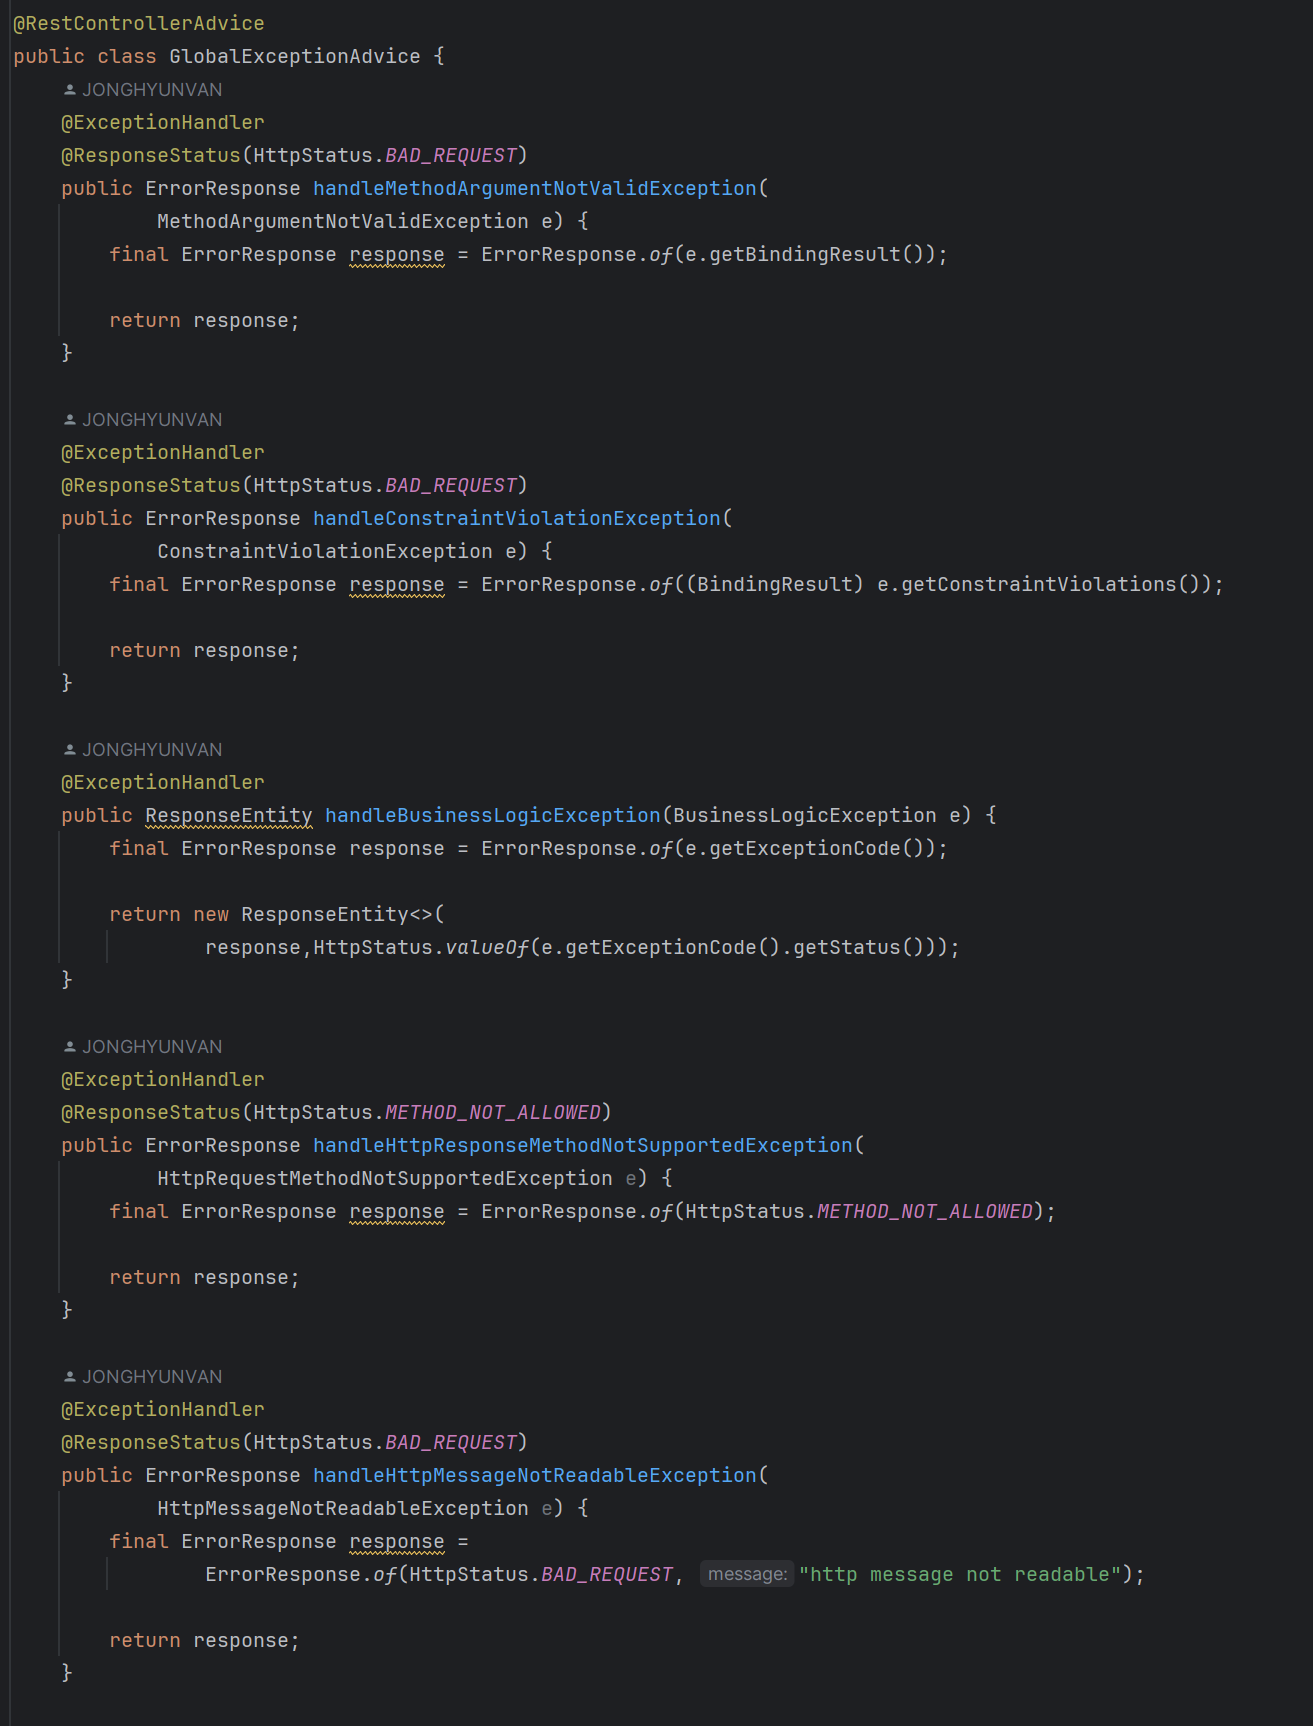 @RestControllerAdvice
public class GlobalExceptionAdvice {
JONGHYUNVAN
@ExceptionHandler
@ResponseStatus(HttpStatus.BAD_REQUEST)
public ErrorResponse handleMethodArgumentNotValidException(
MethodArgumentNotValidException e) {
final ErrorResponse response = ErrorResponse.of(e.getBindingResult());
return response;
}
JONGHYUNVAN
@ExceptionHandler
@ResponseStatus(HttpStatus.BAD_REQUEST)
public ErrorResponse handleConstraintViolationException(
ConstraintViolationException e) {
final ErrorResponse response = ErrorResponse.of((BindingResult) e.getConstraintViolations());
return response;
}
JONGHYUNVAN
@ExceptionHandler
public ResponseEntity handleBusinessLogicException(BusinessLogicException e) {
final ErrorResponse response = ErrorResponse.of(e.getExceptionCode());
return new ResponseEntity<>(
response,HttpStatus.valueOf(e.getExceptionCode().getStatus()));
}
JONGHYUNVAN
@ExceptionHandler
@ResponseStatus(HttpStatus.METHOD_NOT_ALLOWED)
public ErrorResponse handleHttpResponseMethodNotSupportedException(
HttpRequestMethodNotSupportedException e) {
final ErrorResponse response = ErrorResponse.of(HttpStatus.METHOD_NOT_ALLOWED);
return response;
}
JONGHYUNVAN
@ExceptionHandler
@ResponseStatus(HttpStatus.BAD_REQUEST)
public ErrorResponse handleHttpMessageNotReadableException(
HttpMessageNotReadableException e) {
final ErrorResponse response =
ErrorResponse.of(HttpStatus.BAD_REQUEST, message: "http message not readable");
return response;
}